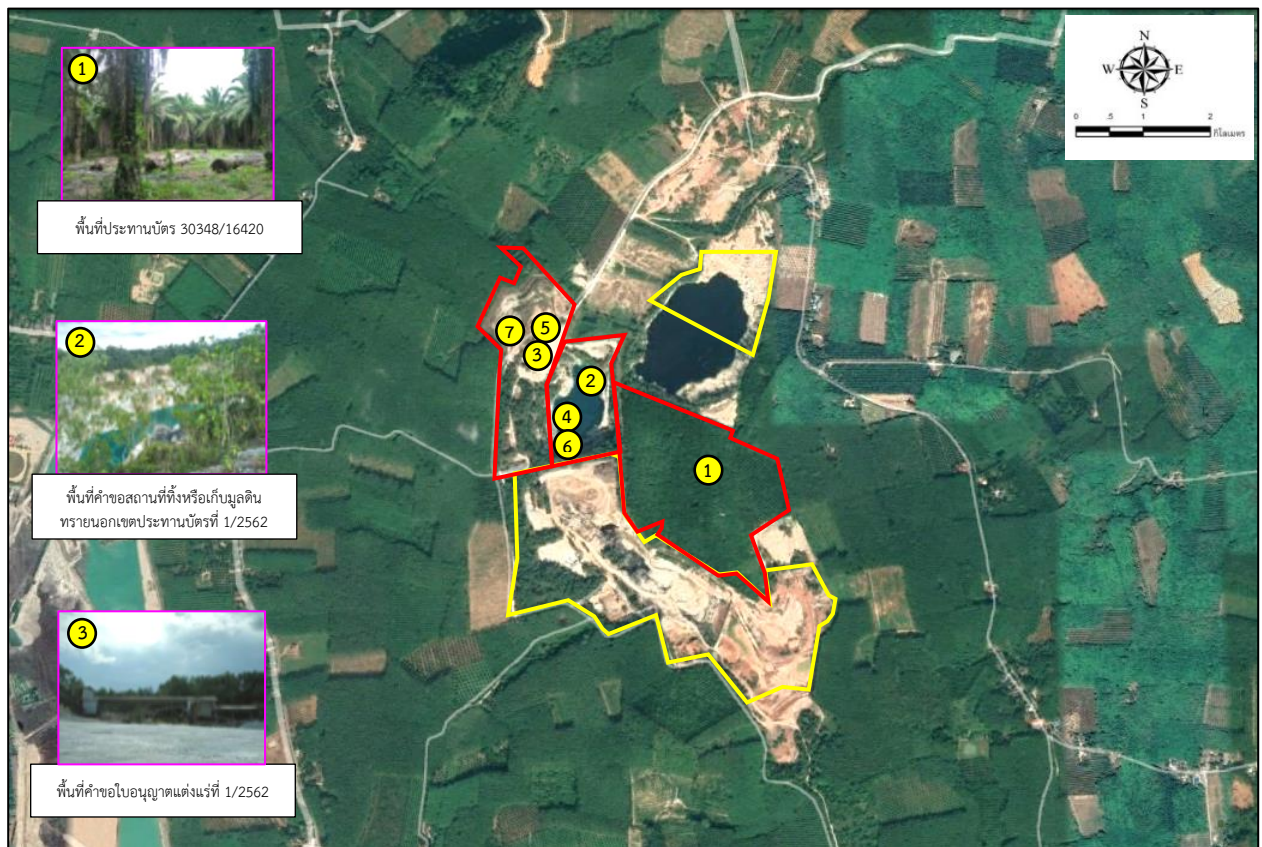 1
พื้นที่ประทานบัตร 30348/16420
2
พื้นที่คำขอสถานที่ทิ้งหรือเก็บมูลดิน
ทรายนอกเขตประทานบัตรที่ 1/2562
3
พื้นที่คำขอใบอนุญาตแต่งแร่ที่ 1/2562
7
5
3
2
4
6
1
N
W E
S
0 .5 1 2
กิโลเมตร